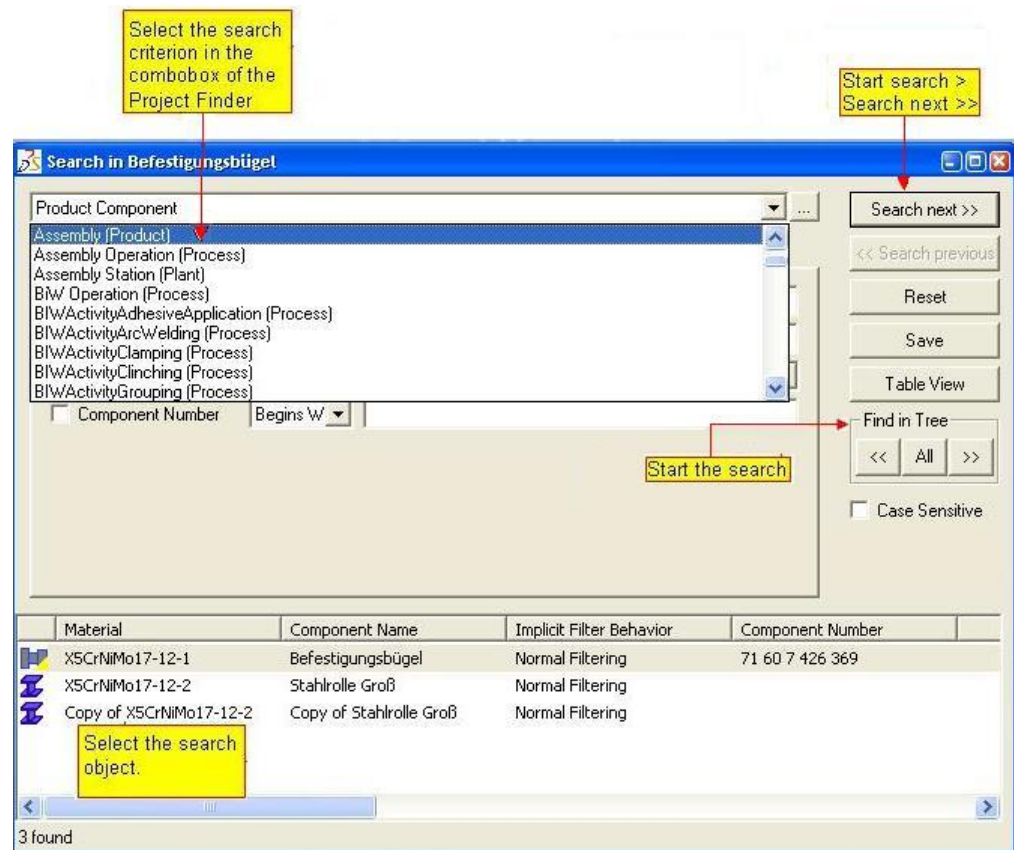 Select the search
criterion in the
combobox of the
Project Finder
Start search >
Search next >>
Search in Befestigungsbügel
Product Component
...
Search next >>
Assembly (Product)
Assembly Operation (Process)
Assembly Station (Plant)
BiW Operation (Process)
BIWActivityAdhesiveApplication (Process)
BIWActivityArcWelding (Process)
BIWActivityClamping (Process)
BIWActivityClinching (Process)
BIWActivityGrouping (Process)
<< Search previous
Reset
Save
Table View
Component Number
Begins W
Find in Tree
<< All >>
Start the search
Case Sensitive
Material Component Name Implicit Filter Behavior Component Number
X5CrNiMo17-12-1 Befestigungsbügel Normal Filtering 71 60 7 426 369
X5CrNiMo17-12-2 Stahlrolle Groß Normal Filtering
Copy of X5CrNiMo17-12-2 Copy of Stahlrolle Groß Normal Filtering
Select the search
object.
3 found